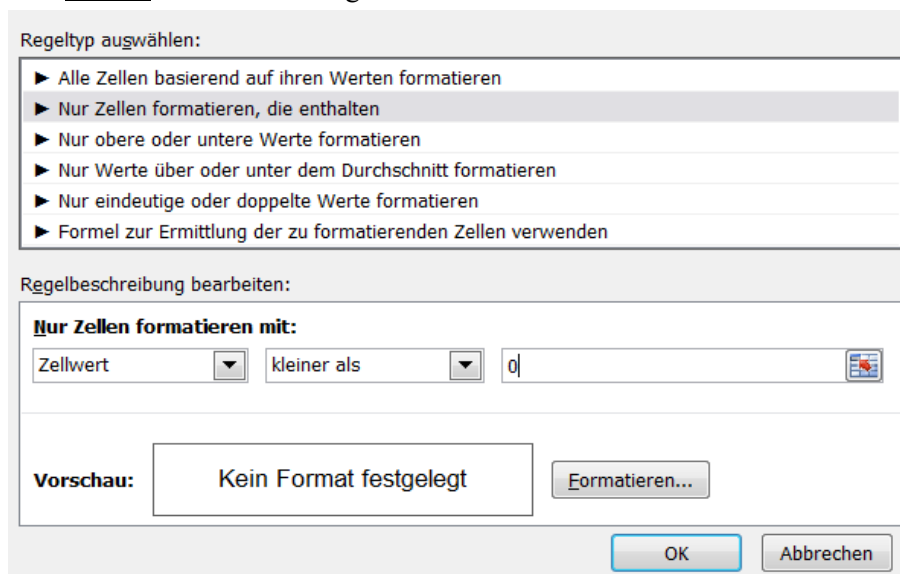 Regeltyp auswählen:
► Alle Zellen basierend auf ihren Werten formatieren
► Nur Zellen formatieren, die enthalten
► Nur obere oder untere Werte formatieren
► Nur Werte über oder unter dem Durchschnitt formatieren
► Nur eindeutige oder doppelte Werte formatieren
► Formel zur Ermittlung der zu formatierenden Zellen verwenden
Regelbeschreibung bearbeiten:
Nur Zellen formatieren mit:
Zellwert kleiner als 0
Vorschau: Kein Format festgelegt Formatieren...
OK Abbrechen